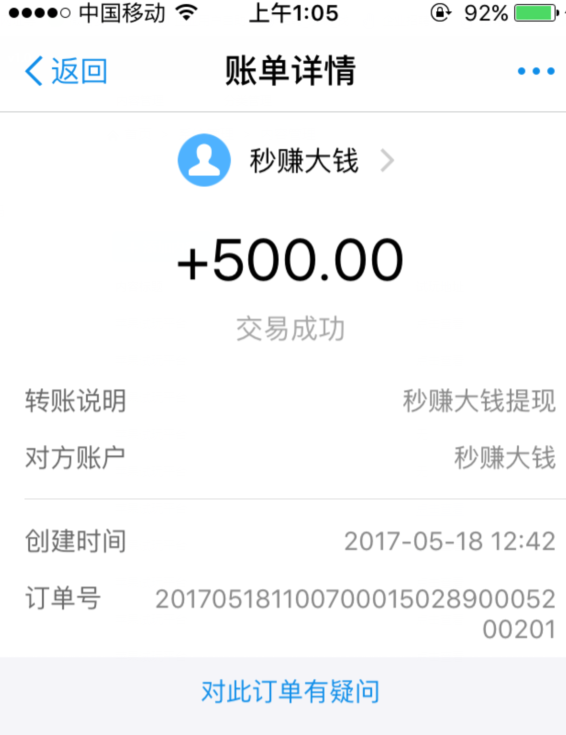 中国移动 上午1:05 92%
返回 账单详情
秒赚大钱
+500.00
交易成功
转账说明 秒赚大钱提现
对方账户 秒赚大钱
创建时间 2017-05-18 12:42
订单号 20170518110070001502890005​2
00201
对此订单有疑问